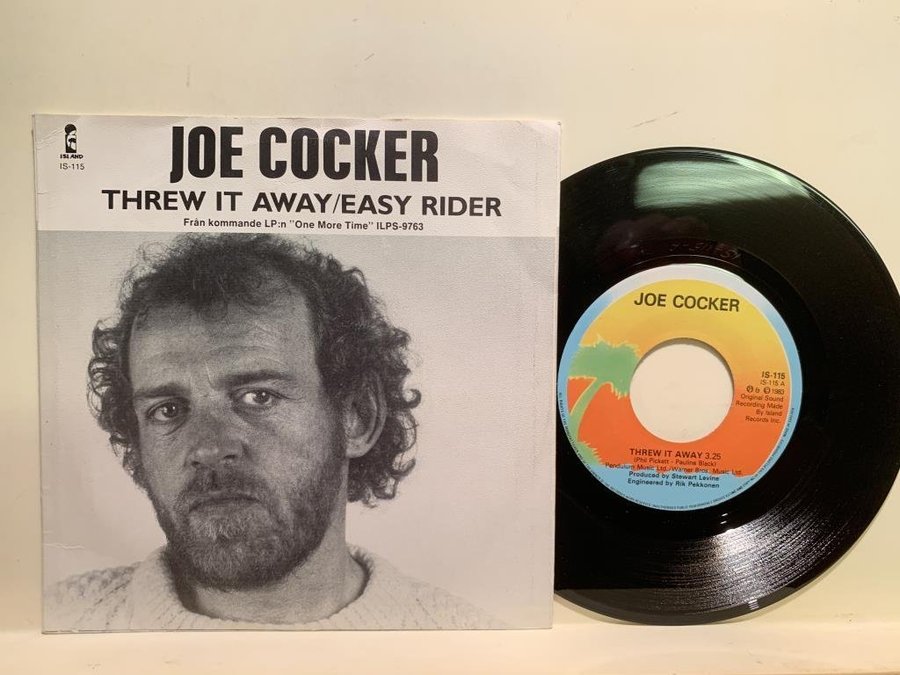 ISLAND
IS-115
JOE COCKER
THREW IT AWAY/EASY RIDER
Från kommande LP:n "One More Time" ILPS-9763
JOE COCKER
IS-115
IS-115 A
℗ & © 1983
Original Sound
Recording Made
By Island
Records Inc.
THREW IT AWAY 3.25
(Phil Pickett - Pauline Black)
Pendulum Music Ltd.-Warner Bros. Music Ltd.
Produced by Stewart Levine
Engineered by Rik Pekkonen